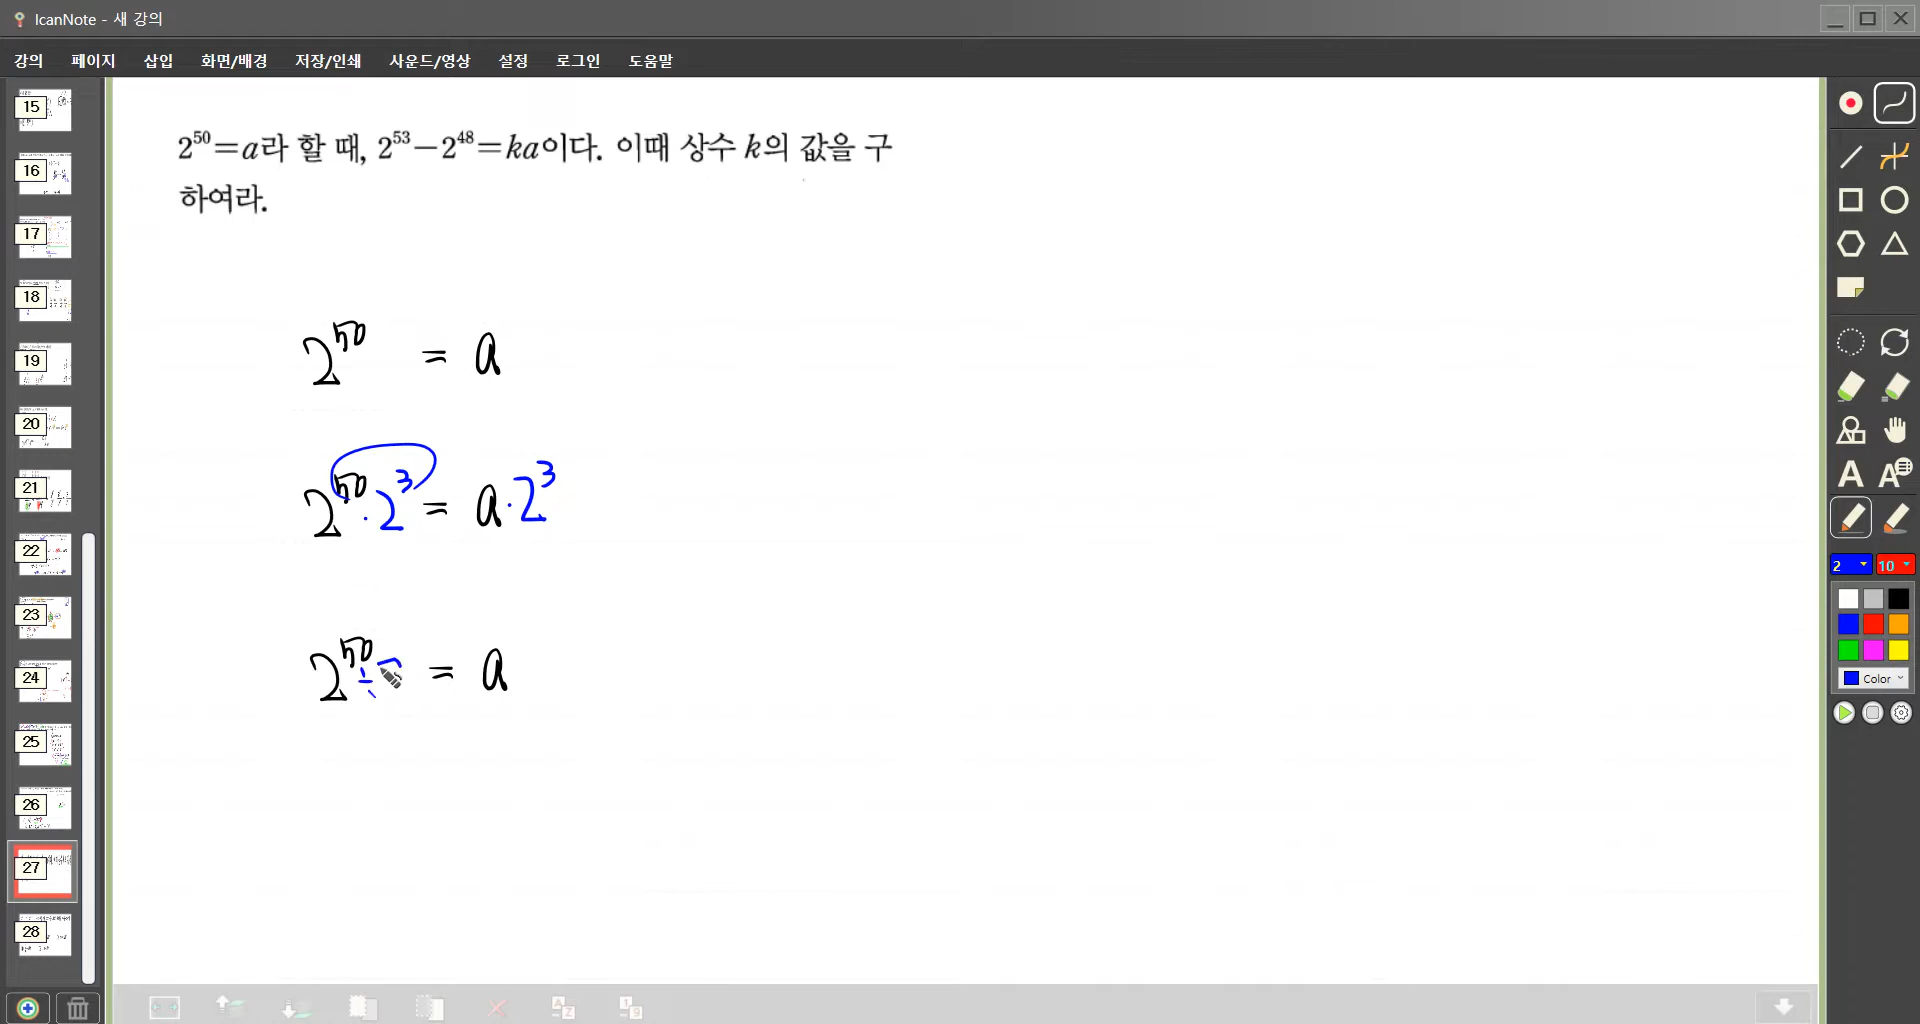 IcanNote - 새 강의
강의 페이지 삽입 화면/배경 저장/인쇄 사운드/영상 설정 로그인 도움말
15
16
17
18
19
20
21
22
23
24
25
26
27
28
2⁵⁰=a라 할 때, 2⁵³−2⁴⁸=ka이다. 이때 상수 k의 값을 구
하여라.
2⁵⁰ = a
2⁵⁰·2³ = a·2³
2⁵⁰ ÷ = a
2 10
Color